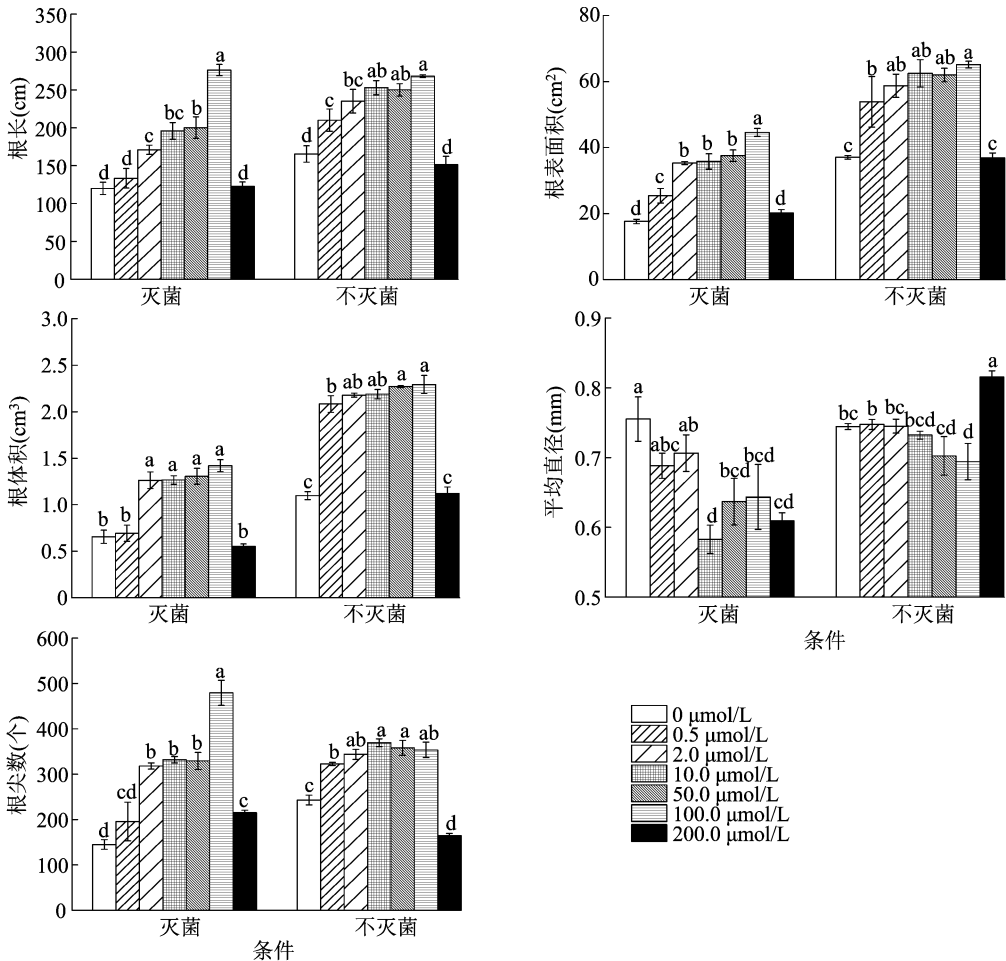 根长(cm)
350
300
250
200
150
100
50
0
d
d
c
bc
b
a
d
d
c
bc
ab
ab
a
d
灭菌
不灭菌
根表面积(cm²)
80
60
40
20
0
d
c
b
b
b
a
d
c
b
ab
ab
ab
a
c
灭菌
不灭菌
根体积(cm³)
3.0
2.5
2.0
1.5
1.0
0.5
0
b
b
a
a
a
a
b
c
b
ab
ab
a
a
c
灭菌
不灭菌
平均直径(mm)
0.9
0.8
0.7
0.6
0.5
a
abc
ab
d
bcd
bcd
cd
bc
b
bc
bcd
cd
d
a
灭菌
不灭菌
条件
根尖数(个)
600
500
400
300
200
100
0
d
cd
b
b
b
a
c
c
b
ab
a
a
ab
d
灭菌
不灭菌
条件
0 μmol/L
0.5 μmol/L
2.0 μmol/L
10.0 μmol/L
50.0 μmol/L
100.0 μmol/L
200.0 μmol/L